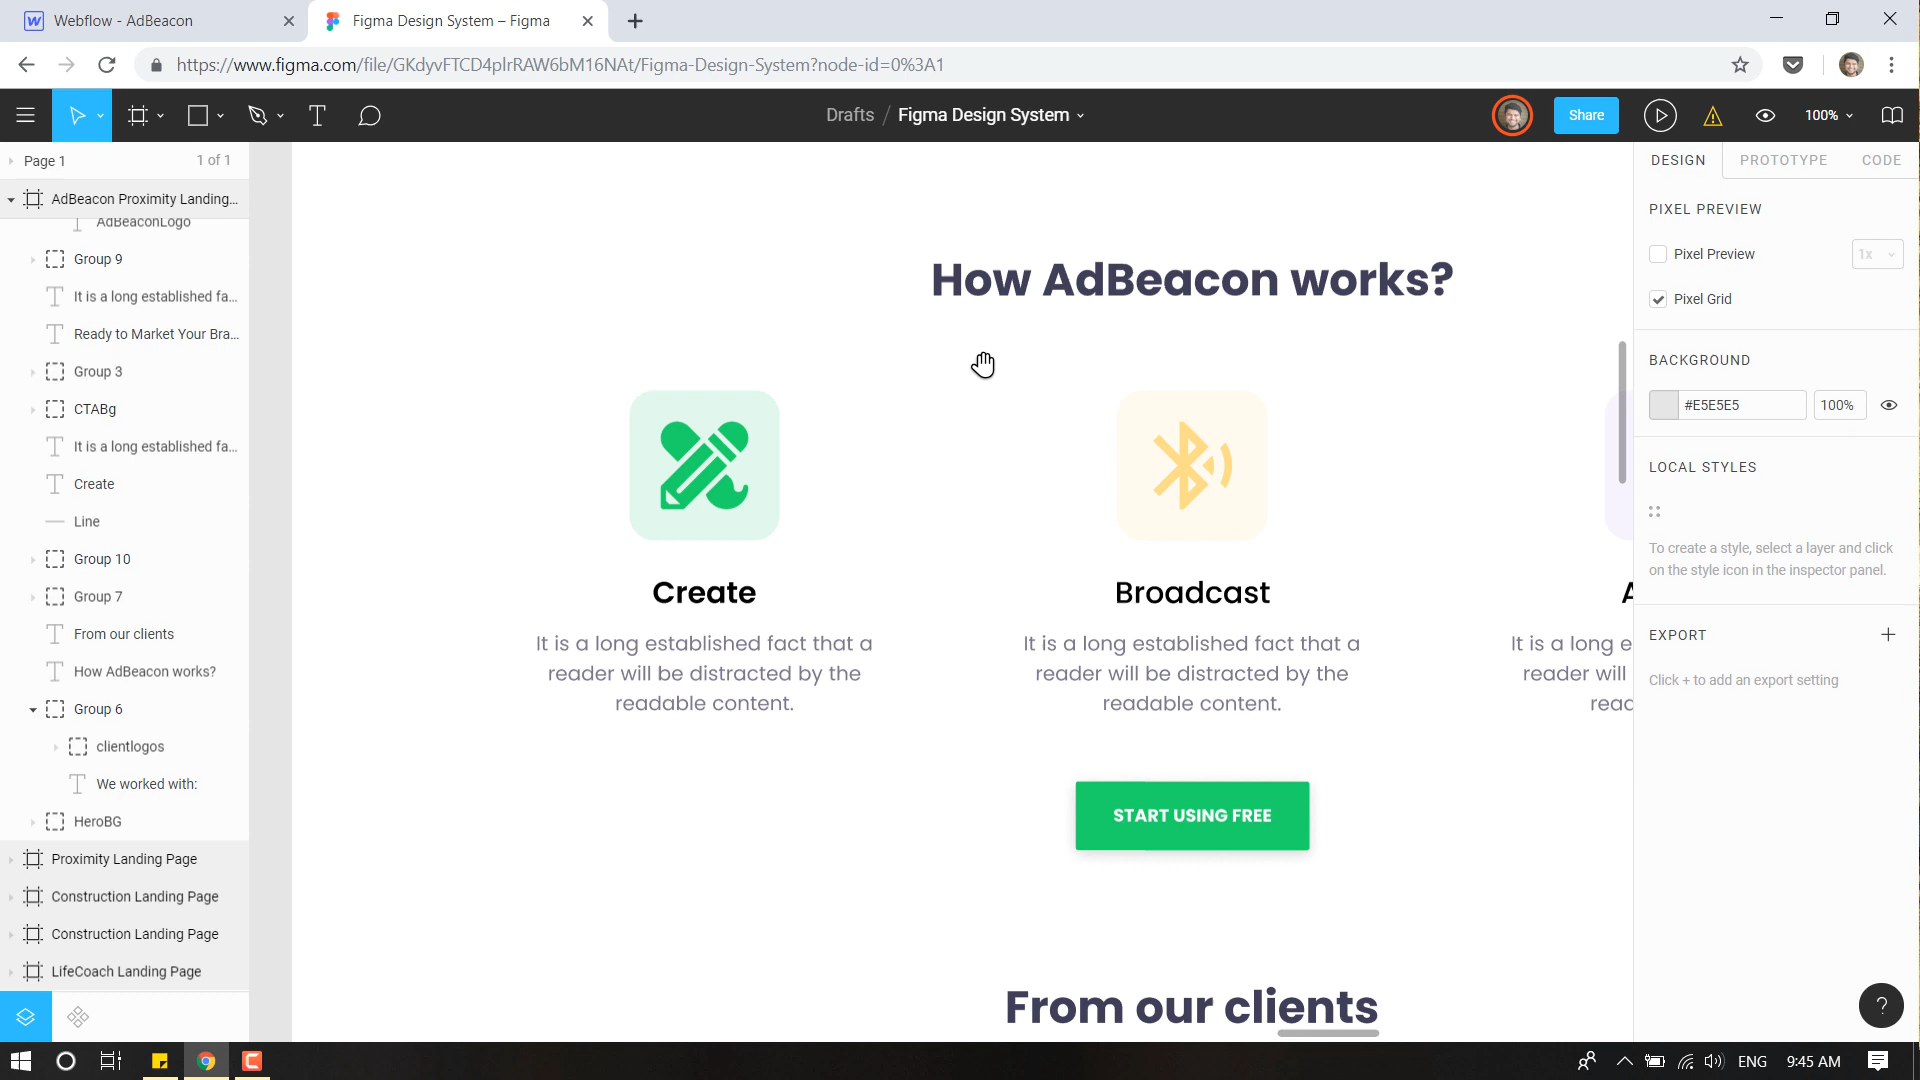 Webflow - AdBeacon
Figma Design System – Figma
https://www.figma.com/file/GKdyvFTCD4plrRAW6bM16NAt/Figma-Design-System?node-id=0%3A1
Drafts / Figma Design System
Share
100%
Page 1
1 of 1
AdBeacon Proximity Landing...
AdBeaconLogo
Group 9
It is a long established fa...
Ready to Market Your Bra...
Group 3
CTABg
It is a long established fa...
Create
Line
Group 10
Group 7
From our clients
How AdBeacon works?
Group 6
clientlogos
We worked with:
HeroBG
Proximity Landing Page
Construction Landing Page
Construction Landing Page
LifeCoach Landing Page
How AdBeacon works?
Create
It is a long established fact that a
reader will be distracted by the
readable content.
Broadcast
It is a long established fact that a
reader will be distracted by the
readable content.
A
It is a long e
reader will
read
START USING FREE
From our clients
DESIGN
PROTOTYPE
CODE
PIXEL PREVIEW
Pixel Preview
1x
Pixel Grid
BACKGROUND
#E5E5E5
100%
LOCAL STYLES
To create a style, select a layer and click
on the style icon in the inspector panel.
EXPORT
Click + to add an export setting
?
ENG
9:45 AM